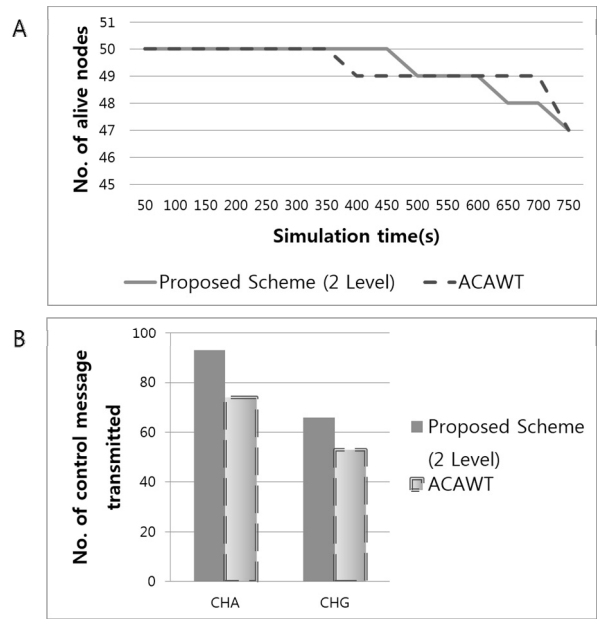 A
51
50
49
48
47
46
45
No. of alive nodes
50 100 150 200 250 300 350 400 450 500 550 600 650 700 750
Simulation time(s)
Proposed Scheme (2 Level) ACAWT
B
100
80
60
40
20
0
No. of control message
transmitted
CHA CHG
Proposed Scheme
(2 Level)
ACAWT